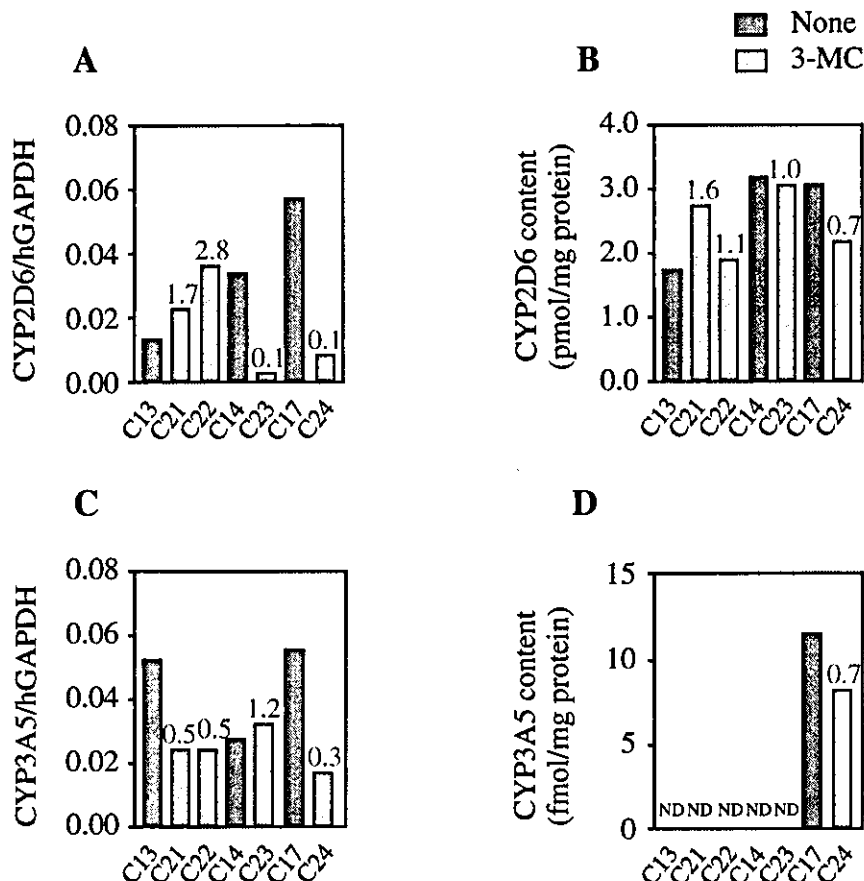 None
3-MC
A
CYP2D6/hGAPDH
0.08
0.06
0.04
0.02
0.00
1.7
2.8
0.1
0.1
C13
C21
C22
C14
C23
C17
C24
B
CYP2D6 content
(pmol/mg protein)
4.0
3.0
2.0
1.0
0.0
1.6
1.1
1.0
0.7
C13
C21
C22
C14
C23
C17
C24
C
CYP3A5/hGAPDH
0.08
0.06
0.04
0.02
0.00
0.5
0.5
1.2
0.3
C13
C21
C22
C14
C23
C17
C24
D
CYP3A5 content
(fmol/mg protein)
15
10
5
0
ND ND ND ND ND
0.7
C13
C21
C22
C14
C23
C17
C24